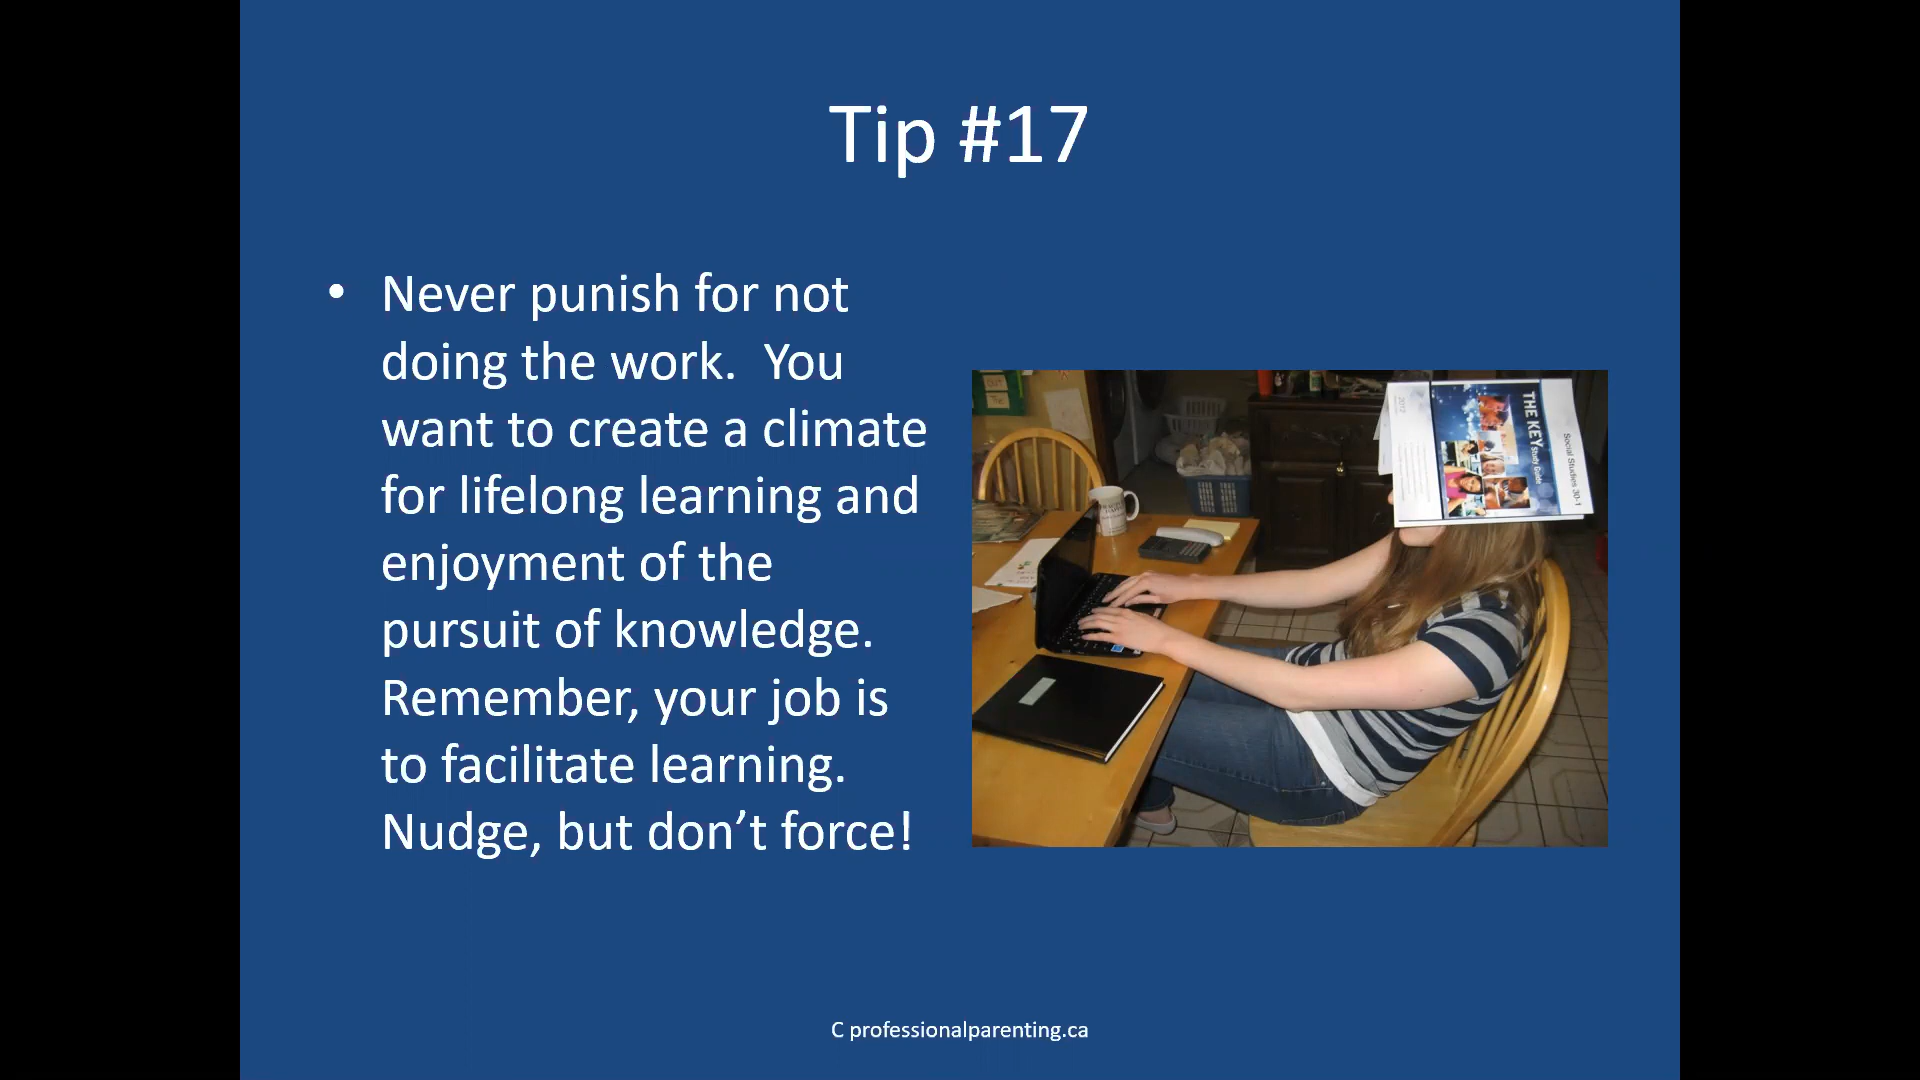 Tip #17
• Never punish for not
doing the work.  You
want to create a climate
for lifelong learning and
enjoyment of the
pursuit of knowledge.
Remember, your job is
to facilitate learning.
Nudge, but don’t force!
THE KEY Study Guide
Social Studies 30-1
2012
C professionalparenting.ca